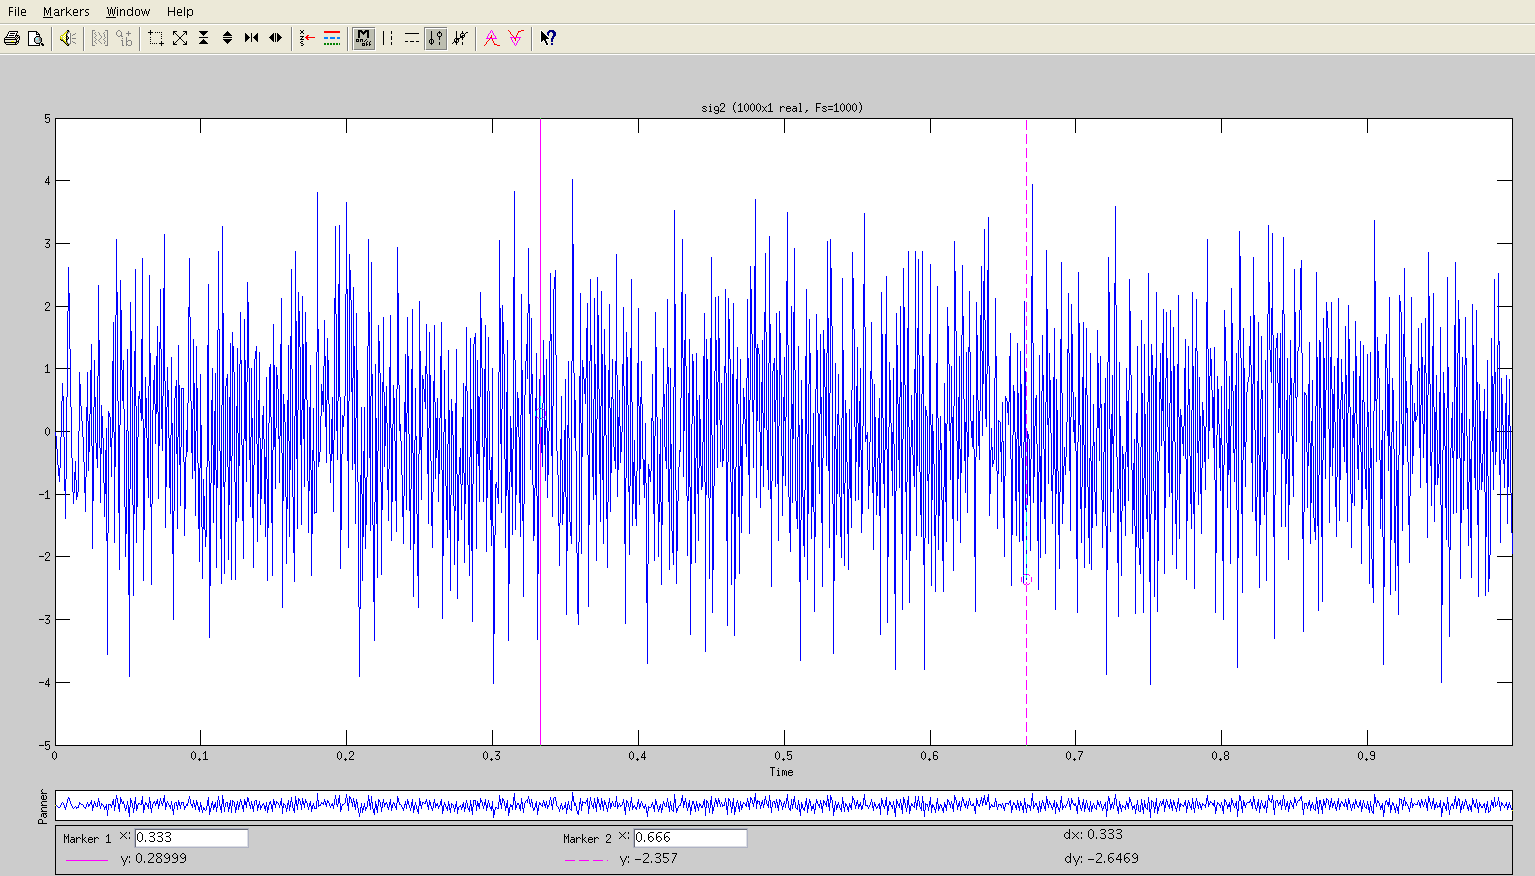 File Markers Window Help
sig2 (1000x1 real, Fs=1000)
5
4
3
2
1
0
-1
-2
-3
-4
-5
0 0.1 0.2 0.3 0.4 0.5 0.6 0.7 0.8 0.9
Time
Panner
Marker 1 x: 0.333 Marker 2 x: 0.666 dx: 0.333
y: 0.28999 y: -2.357 dy: -2.6469